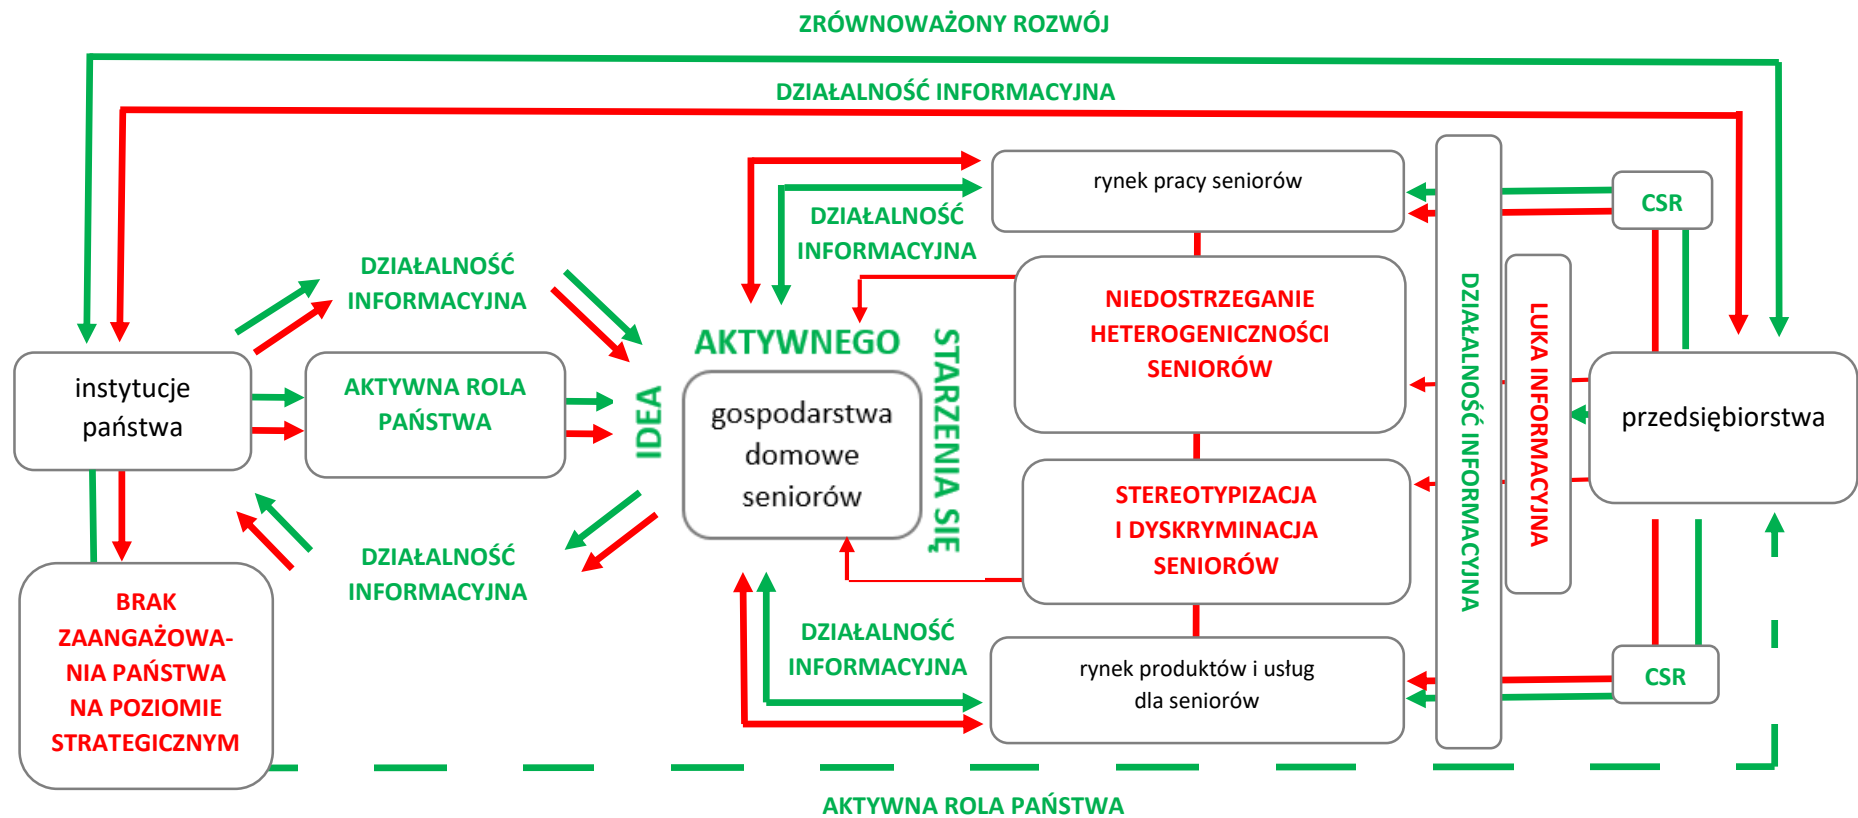 ZRÓWNOWAŻONY ROZWÓJ
DZIAŁALNOŚĆ INFORMACYJNA
rynek pracy seniorów
CSR
DZIAŁALNOŚĆ
INFORMACYJNA
DZIAŁALNOŚĆ
INFORMACYJNA
NIEDOSTRZEGANIE
HETEROGENICZNOŚCI
SENIORÓW
DZIAŁALNOŚĆ INFORMACYJNA
LUKA INFORMACYJNA
instytucje
państwa
AKTYWNA ROLA
PAŃSTWA
IDEA
AKTYWNEGO
STARZENIA SIĘ
gospodarstwa
domowe
seniorów
przedsiębiorstwa
STEREOTYPIZACJA
I DYSKRYMINACJA
SENIORÓW
DZIAŁALNOŚĆ
INFORMACYJNA
BRAK
ZAANGAŻOWA-
NIA PAŃSTWA
NA POZIOMIE
STRATEGICZNYM
DZIAŁALNOŚĆ
INFORMACYJNA
rynek produktów i usług
dla seniorów
CSR
AKTYWNA ROLA PAŃSTWA